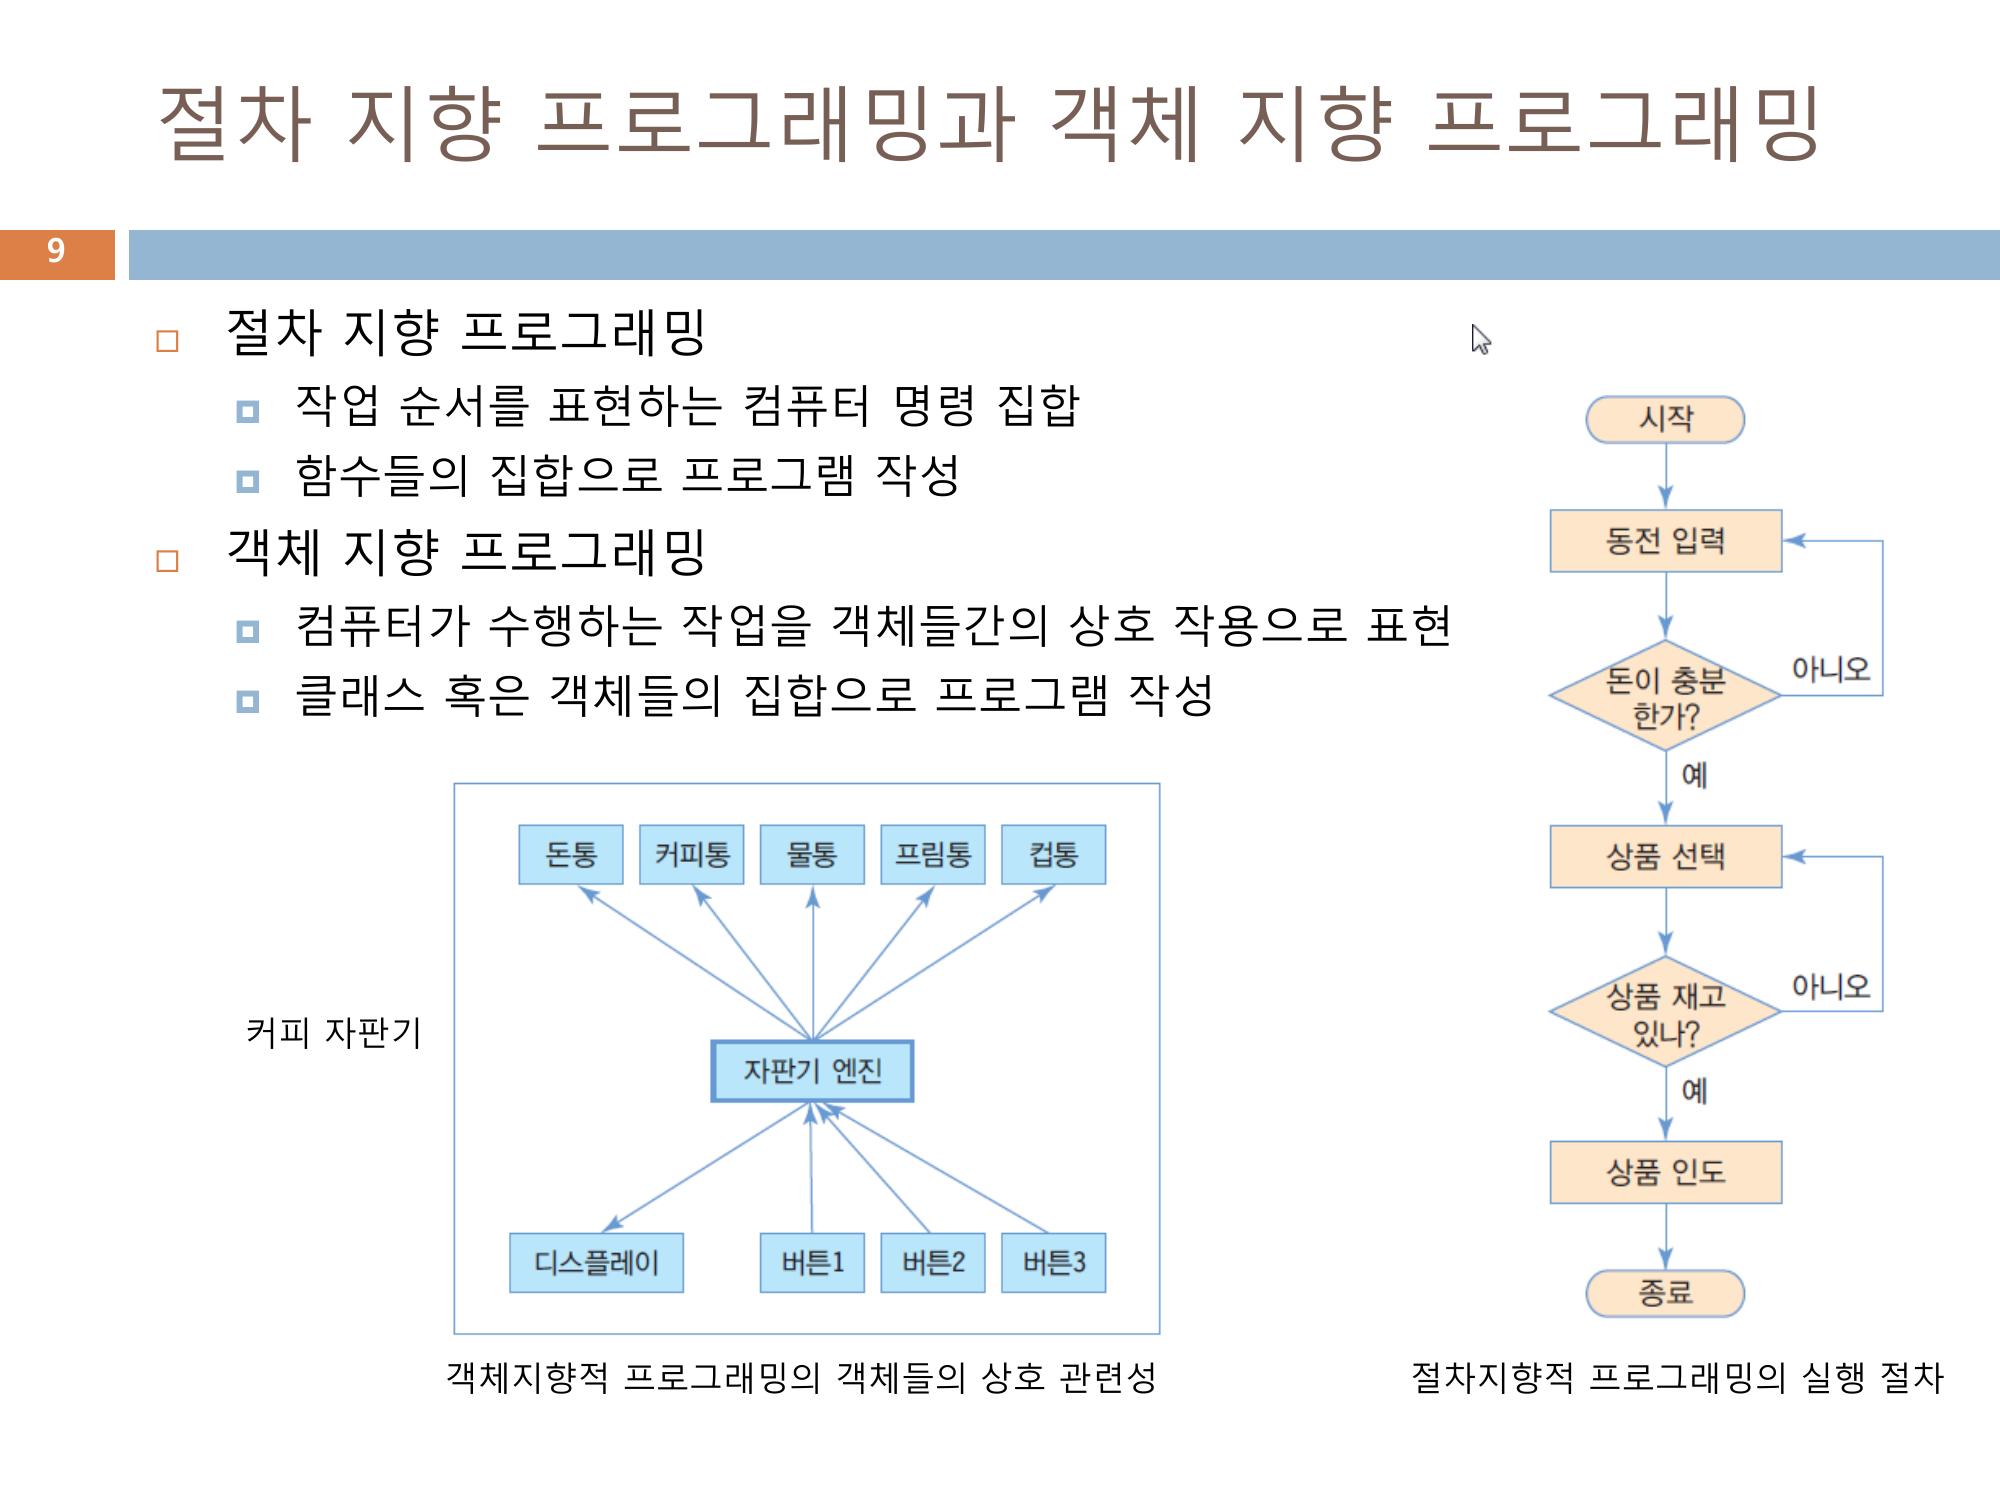 절차 지향 프로그래밍과 객체 지향 프로그래밍
9
절차 지향 프로그래밍
작업 순서를 표현하는 컴퓨터 명령 집합
함수들의 집합으로 프로그램 작성
객체 지향 프로그래밍
컴퓨터가 수행하는 작업을 객체들간의 상호 작용으로 표현
클래스 혹은 객체들의 집합으로 프로그램 작성
커피 자판기
돈통 커피통 물통 프림통 컵통
자판기 엔진
디스플레이 버튼1 버튼2 버튼3
객체지향적 프로그래밍의 객체들의 상호 관련성
시작
동전 입력
돈이 충분
한가?
아니오
예
상품 선택
상품 재고
있나?
아니오
예
상품 인도
종료
절차지향적 프로그래밍의 실행 절차